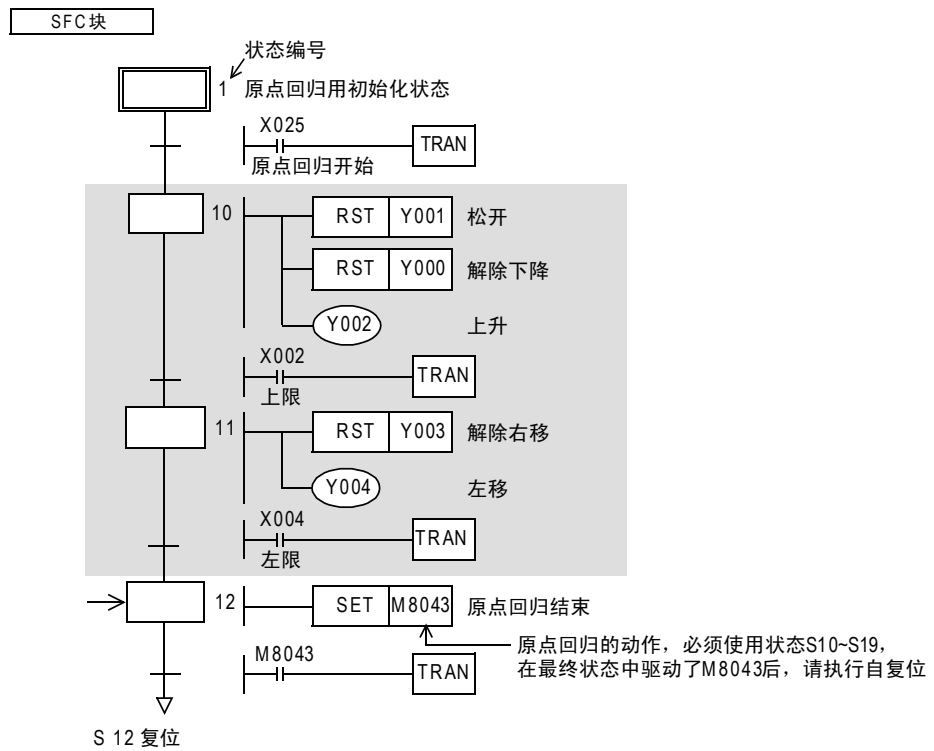 SFC块
状态编号
1 原点回归用初始化状态
X025
TRAN
原点回归开始
10 RST Y001 松开
RST Y000 解除下降
Y002 上升
X002
TRAN
上限
11 RST Y003 解除右移
Y004 左移
X004
TRAN
左限
12 SET M8043 原点回归结束
原点回归的动作，必须使用状态S10~S19，
在最终状态中驱动了M8043后，请执行自复位
M8043
TRAN
S 12 复位